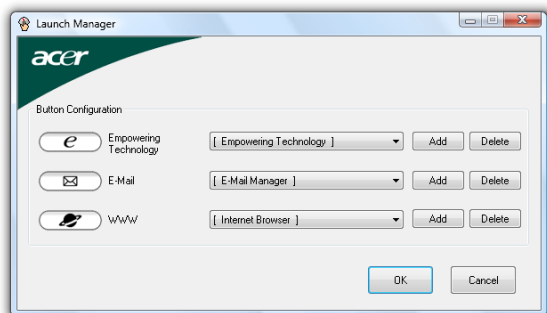 Launch Manager
acer
Button Configuration
e Empowering Technology [ Empowering Technology ] Add Delete
E-Mail [ E-Mail Manager ] Add Delete
WWW [ Internet Browser ] Add Delete
OK Cancel